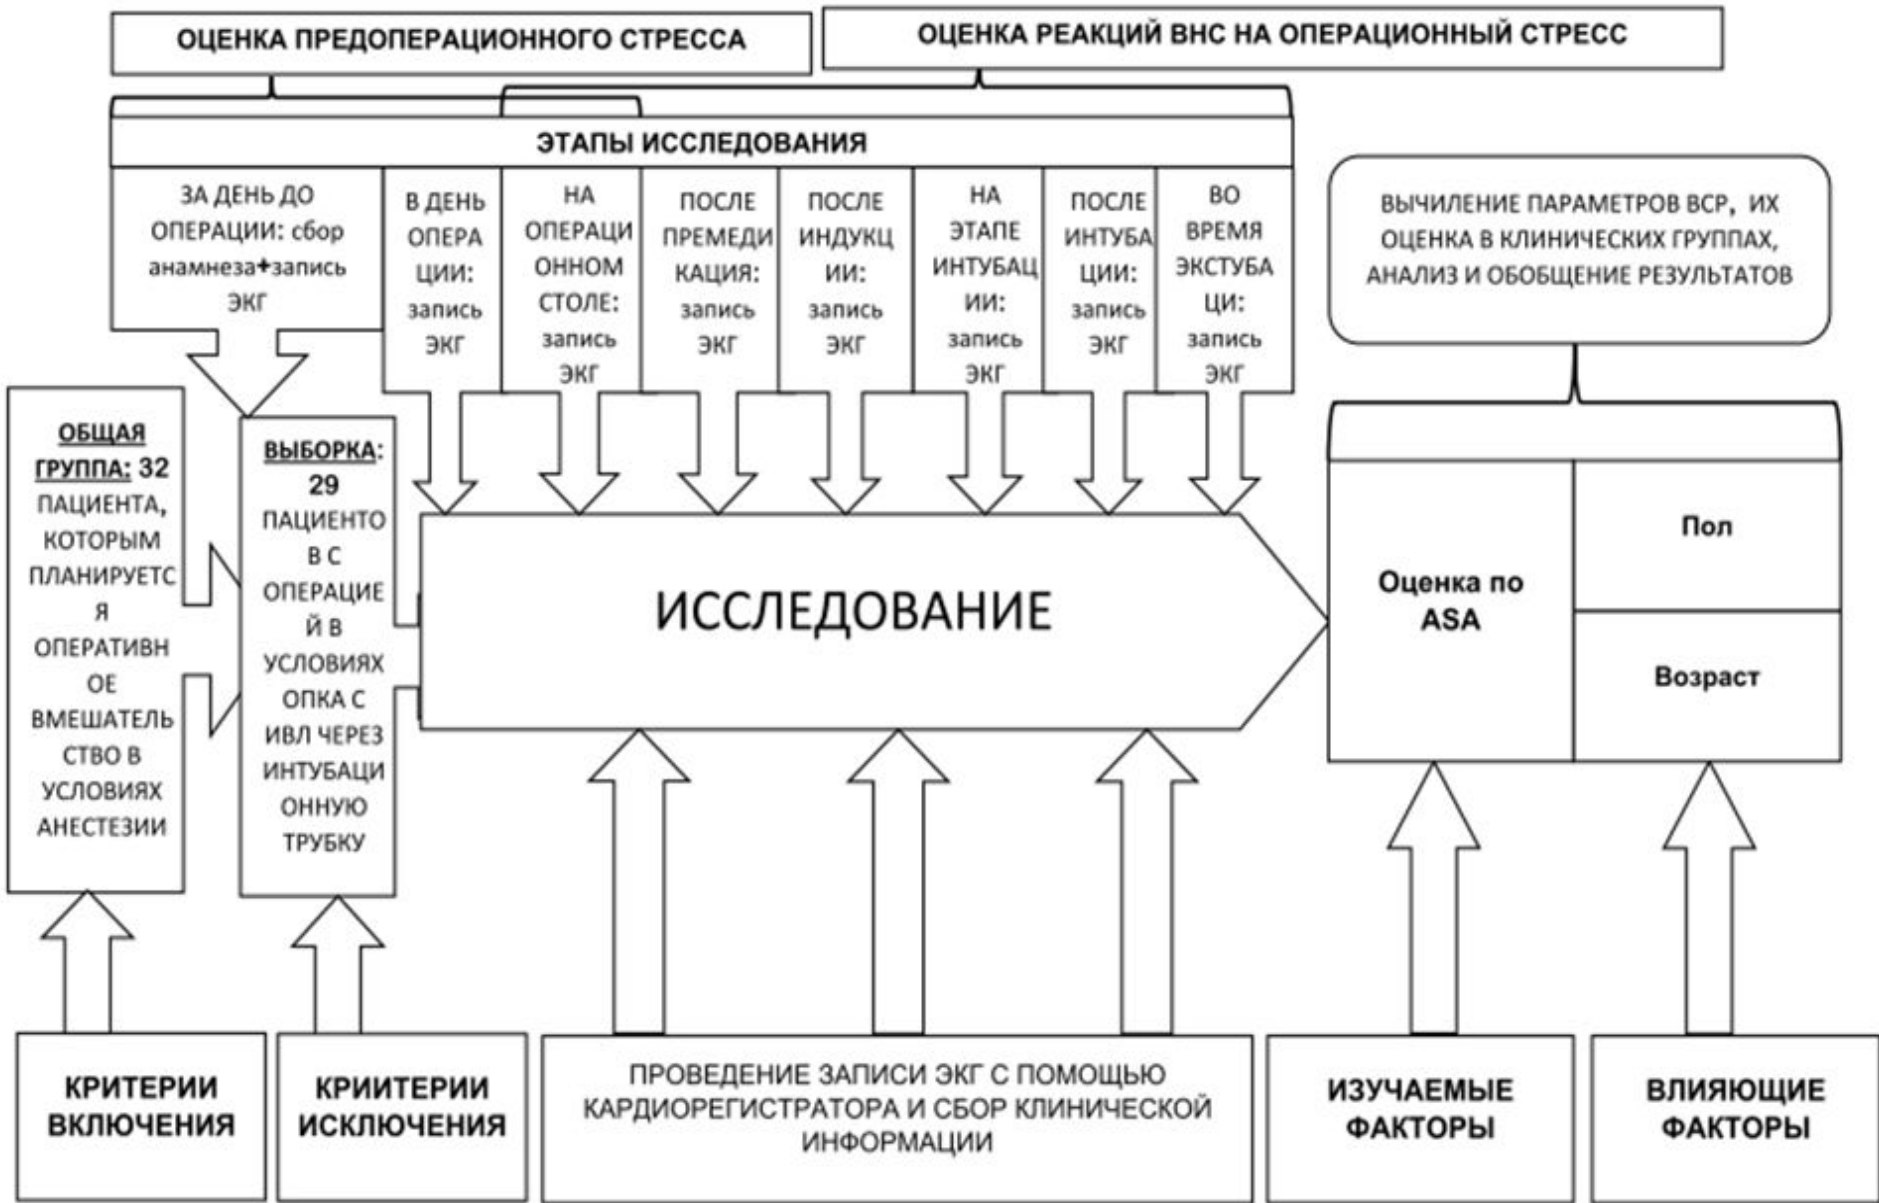 ОЦЕНКА ПРЕДОПЕРАЦИОННОГО СТРЕССА
ОЦЕНКА РЕАКЦИЙ ВНС НА ОПЕРАЦИОННЫЙ СТРЕСС
ЭТАПЫ ИССЛЕДОВАНИЯ
ЗА ДЕНЬ ДО
ОПЕРАЦИИ: сбор
анамнеза+запись
ЭКГ
В ДЕНЬ
ОПЕРА
ЦИИ:
запись
ЭКГ
НА
ОПЕРАЦИ
ОННОМ
СТОЛЕ:
запись
ЭКГ
ПОСЛЕ
ПРЕМЕДИ
КАЦИЯ:
запись
ЭКГ
ПОСЛЕ
ИНДУКЦ
ИИ:
запись
ЭКГ
НА
ЭТАПЕ
ИНТУБАЦ
ИИ:
запись
ЭКГ
ПОСЛЕ
ИНТУБА
ЦИИ:
запись
ЭКГ
ВО
ВРЕМЯ
ЭКСТУБА
ЦИ:
запись
ЭКГ
ВЫЧИЛЕНИЕ ПАРАМЕТРОВ ВСР, ИХ
ОЦЕНКА В КЛИНИЧЕСКИХ ГРУППАХ,
АНАЛИЗ И ОБОБЩЕНИЕ РЕЗУЛЬТАТОВ
ОБЩАЯ
ГРУППА: 32
ПАЦИЕНТА,
КОТОРЫМ
ПЛАНИРУЕТС
Я
ОПЕРАТИВН
ОЕ
ВМЕШАТЕЛЬ
СТВО В
УСЛОВИЯХ
АНЕСТЕЗИИ
ВЫБОРКА:
29
ПАЦИЕНТО
В С
ОПЕРАЦИЕ
Й В
УСЛОВИЯХ
ОПКА С
ИВЛ ЧЕРЕЗ
ИНТУБАЦИ
ОННУЮ
ТРУБКУ
ИССЛЕДОВАНИЕ
Оценка по
ASA
Пол
Возраст
КРИТЕРИИ
ВКЛЮЧЕНИЯ
КРИИТЕРИИ
ИСКЛЮЧЕНИЯ
ПРОВЕДЕНИЕ ЗАПИСИ ЭКГ С ПОМОЩЬЮ
КАРДИОРЕГИСТРАТОРА И СБОР КЛИНИЧЕСКОЙ
ИНФОРМАЦИИ
ИЗУЧАЕМЫЕ
ФАКТОРЫ
ВЛИЯЮЩИЕ
ФАКТОРЫ